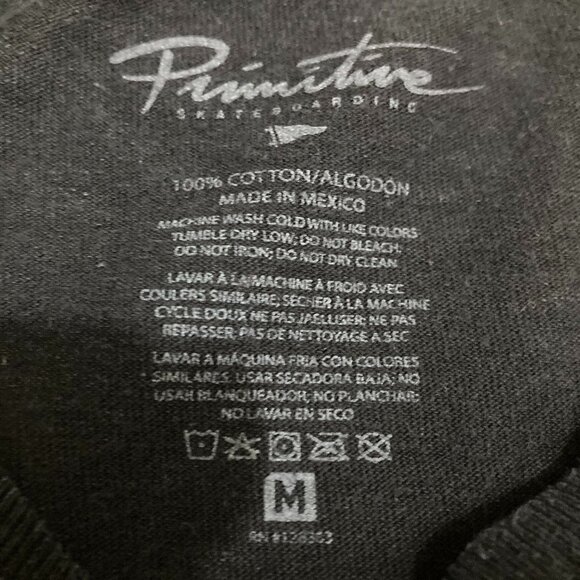 Primitive
SKATEBOARDING
100% COTTON/ALGODÓN
MADE IN MEXICO
MACHINE WASH COLD WITH LIKE COLORS
TUMBLE DRY LOW; DO NOT BLEACH.
DO NOT IRON; DO NOT DRY CLEAN.
LAVAR À LA MACHINE À FROID AVEC
COULERS SIMILAIRE; SECHER À LA MACHINE
CYCLE DOUX NE PAS JAELLISER; NE PAS
REPASSER, PAS DE NETTOYAGE A SEC
LAVAR A MÁQUINA FRIA CON COLORES
SIMILARES. USAR SECADORA BAJA; NO
USAR BLANQUEADOR; NO PLANCHAR;
NO LAVAR EN SECO
M
RN #128303